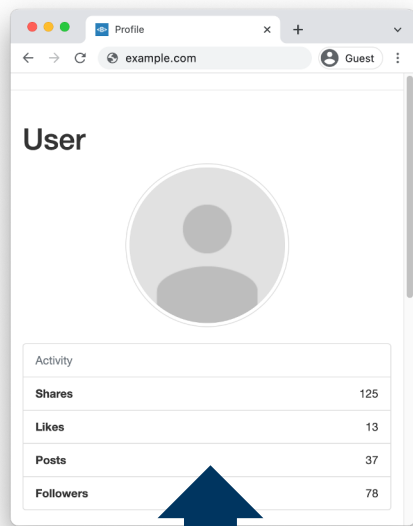 Profile
example.com
Guest
User
Activity
Shares 125
Likes 13
Posts 37
Followers 78